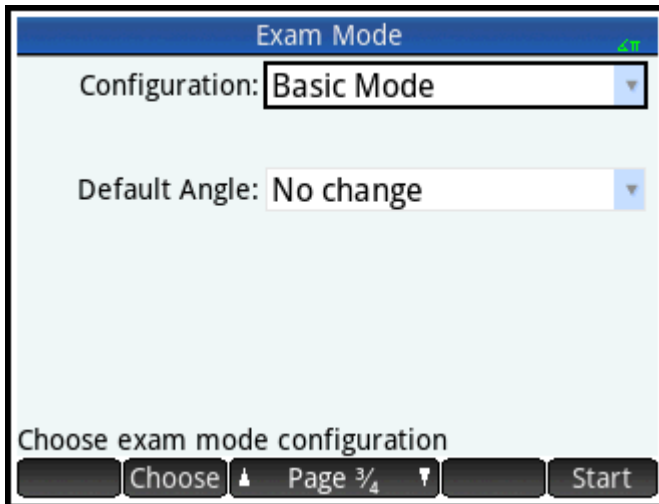 Exam Mode
∡π
Configuration: Basic Mode
Default Angle: No change
Choose exam mode configuration
Choose Page ¾ Start